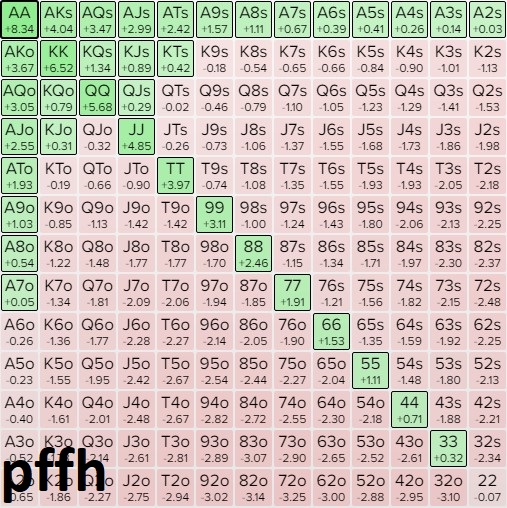 AA AKs AQs AJs ATs A9s A8s A7s A6s A5s A4s A3s A2s
+8.34 +4.04 +3.47 +2.99 +2.42 +1.57 +1.11 +0.67 +0.39 +0.41 +0.26 +0.14 +0.03
AKo KK KQs KJs KTs K9s K8s K7s K6s K5s K4s K3s K2s
+3.67 +6.52 +1.34 +0.89 +0.42 -0.18 -0.54 -0.65 -0.66 -0.84 -0.90 -1.01 -1.13
AQo KQo QQ QJs QTs Q9s Q8s Q7s Q6s Q5s Q4s Q3s Q2s
+3.05 +0.79 +5.68 +0.29 -0.02 -0.46 -0.79 -1.10 -1.05 -1.23 -1.29 -1.41 -1.53
AJo KJo QJo JJ JTs J9s J8s J7s J6s J5s J4s J3s J2s
+2.55 +0.31 -0.32 +4.85 -0.26 -0.73 -1.06 -1.37 -1.55 -1.68 -1.73 -1.86 -1.98
ATo KTo QTo JTo TT T9s T8s T7s T6s T5s T4s T3s T2s
+1.93 -0.19 -0.66 -0.90 +3.97 -0.74 -1.08 -1.35 -1.55 -1.93 -1.93 -2.05 -2.18
A9o K9o Q9o J9o T9o 99 98s 97s 96s 95s 94s 93s 92s
+1.03 -0.85 -1.13 -1.42 -1.42 +3.11 -1.00 -1.24 -1.43 -1.80 -2.06 -2.13 -2.25
A8o K8o Q8o J8o T8o 98o 88 87s 86s 85s 84s 83s 82s
+0.54 -1.22 -1.48 -1.77 -1.77 -1.70 +2.46 -1.15 -1.34 -1.71 -1.97 -2.30 -2.37
A7o K7o Q7o J7o T7o 97o 87o 77 76s 75s 74s 73s 72s
+0.05 -1.34 -1.81 -2.09 -2.06 -1.94 -1.85 +1.91 -1.21 -1.56 -1.82 -2.15 -2.48
A6o K6o Q6o J6o T6o 96o 86o 76o 66 65s 64s 63s 62s
-0.26 -1.36 -1.77 -2.28 -2.27 -2.14 -2.05 -1.90 +1.53 -1.35 -1.59 -1.92 -2.25
A5o K5o Q5o J5o T5o 95o 85o 75o 65o 55 54s 53s 52s
-0.23 -1.55 -1.95 -2.42 -2.67 -2.54 -2.44 -2.27 -2.04 +1.11 -1.48 -1.80 -2.13
A4o K4o Q4o J4o T4o 94o 84o 74o 64o 54o 44 43s 42s
-0.40 -1.61 -2.01 -2.48 -2.67 -2.82 -2.72 -2.55 -2.30 -2.18 +0.71 -1.88 -2.21
A3o K3o Q3o J3o T3o 93o 83o 73o 63o 53o 43o 33 32s
-2.61 -2.81 -2.89 -3.07 -2.90 -2.65 -2.52 -2.61 +0.32 -2.34
pffh
J2o T2o 92o 82o 72o 62o 52o 42o 32o 22
-1.86 -2.27 -2.75 -2.94 -3.02 -3.14 -3.25 -3.00 -2.88 -2.95 -3.10 -0.07